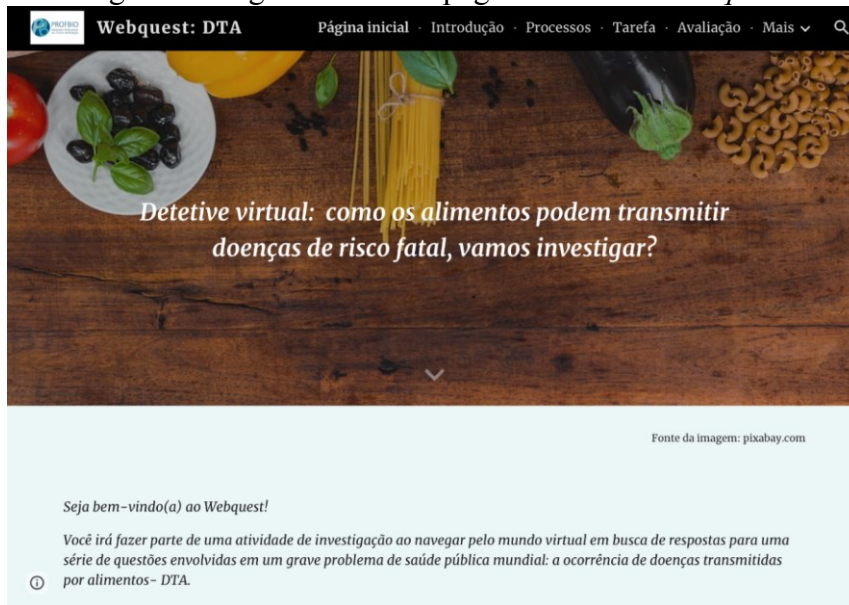 PROFBIO
Webquest: DTA
Página inicial · Introdução · Processos · Tarefa · Avaliação · Mais
Detetive virtual: como os alimentos podem transmitir
doenças de risco fatal, vamos investigar?
Fonte da imagem: pixabay.com
Seja bem-vindo(a) ao Webquest!
Você irá fazer parte de uma atividade de investigação ao navegar pelo mundo virtual em busca de respostas para uma
série de questões envolvidas em um grave problema de saúde pública mundial: a ocorrência de doenças transmitidas
por alimentos- DTA.